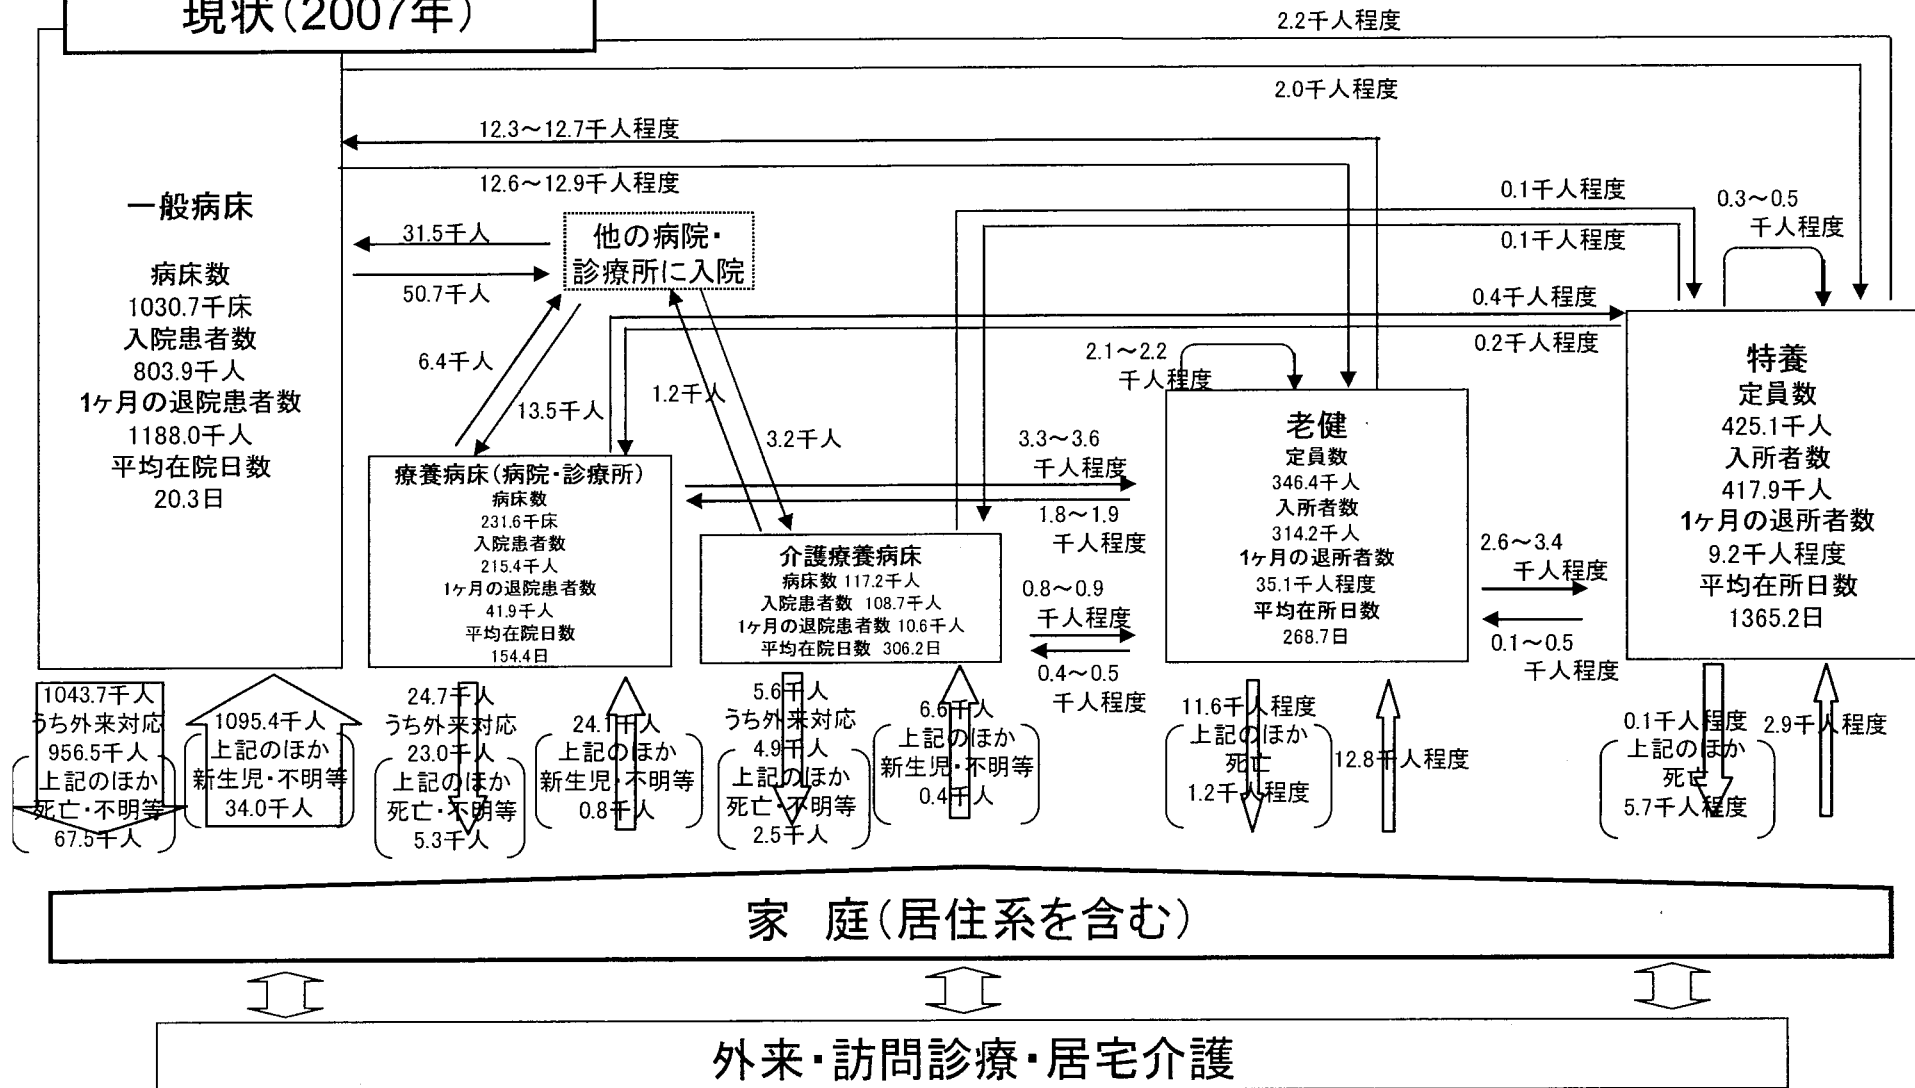 現状（2007年）
2.2千人程度
2.0千人程度
12.3～12.7千人程度
12.6～12.9千人程度
一般病床
病床数
1030.7千床
入院患者数
803.9千人
1ヶ月の退院患者数
1188.0千人
平均在院日数
20.3日
31.5千人
50.7千人
他の病院・
診療所に入院
6.4千人
13.5千人
1.2千人
3.2千人
0.1千人程度
0.1千人程度
0.3～0.5
千人程度
0.4千人程度
0.2千人程度
2.1～2.2
千人程度
療養病床（病院・診療所）
病床数
231.6千床
入院患者数
215.4千人
1ヶ月の退院患者数
41.9千人
平均在院日数
154.4日
3.3～3.6
千人程度
1.8～1.9
千人程度
介護療養病床
病床数 117.2千人
入院患者数 108.7千人
1ヶ月の退院患者数 10.6千人
平均在院日数 306.2日
0.8～0.9
千人程度
0.4～0.5
千人程度
老健
定員数
346.4千人
入所者数
314.2千人
1ヶ月の退所者数
35.1千人程度
平均在所日数
268.7日
2.6～3.4
千人程度
0.1～0.5
千人程度
特養
定員数
425.1千人
入所者数
417.9千人
1ヶ月の退所者数
9.2千人程度
平均在所日数
1365.2日
1043.7千人
うち外来対応
956.5千人
上記のほか
死亡・不明等
67.5千人
1095.4千人
上記のほか
新生児・不明等
34.0千人
24.7千人
うち外来対応
23.0千人
上記のほか
死亡・不明等
5.3千人
24.1千人
上記のほか
新生児・不明等
0.8千人
5.6千人
うち外来対応
4.9千人
上記のほか
死亡・不明等
2.5千人
6.6千人
上記のほか
新生児・不明等
0.4千人
11.6千人程度
上記のほか
死亡
1.2千人程度
12.8千人程度
0.1千人程度
上記のほか
死亡
5.7千人程度
2.9千人程度
家 庭（居住系を含む）
外来・訪問診療・居宅介護